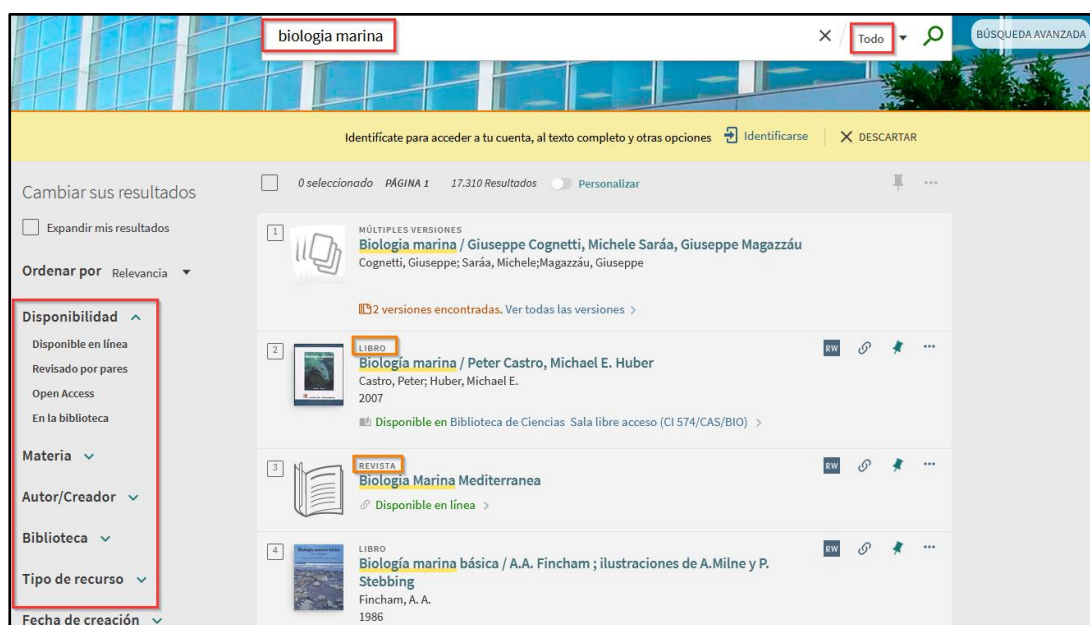 biologia marina
Todo
BÚSQUEDA AVANZADA
Identifícate para acceder a tu cuenta, al texto completo y otras opciones
Identificarse
DESCARTAR
Cambiar sus resultados
Expandir mis resultados
Ordenar por Relevancia
Disponibilidad
Disponible en línea
Revisado por pares
Open Access
En la biblioteca
Materia
Autor/Creador
Biblioteca
Tipo de recurso
Fecha de creación
0 seleccionado PÁGINA 1 17.310 Resultados Personalizar
1
MÚLTIPLES VERSIONES
Biologia marina / Giuseppe Cognetti, Michele Saráa, Giuseppe Magazzáu
Cognetti, Giuseppe; Saráa, Michele;Magazzáu, Giuseppe
2 versiones encontradas. Ver todas las versiones
2
LIBRO
RW
Biología marina / Peter Castro, Michael E. Huber
Castro, Peter; Huber, Michael E.
2007
Disponible en Biblioteca de Ciencias Sala libre acceso (CI 574/CAS/BIO)
3
REVISTA
RW
Biologia Marina Mediterranea
Disponible en línea
4
LIBRO
RW
Biología marina básica / A.A. Fincham ; ilustraciones de A.Milne y P.
Stebbing
Fincham, A. A.
1986